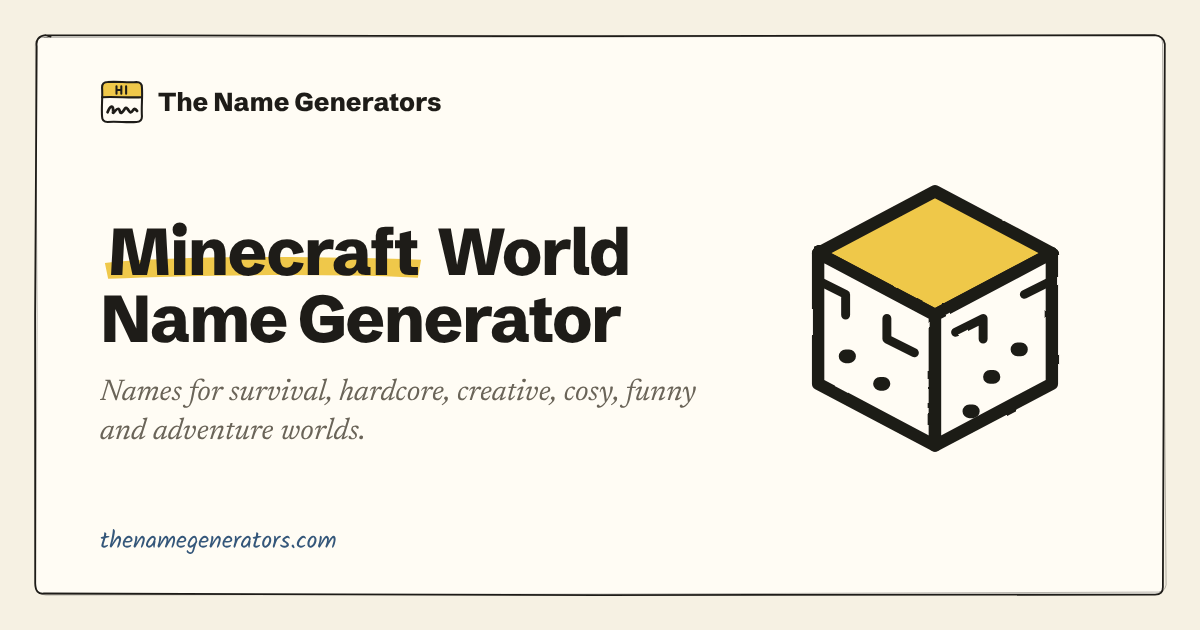 HI
The Name Generators
Minecraft World
Name Generator
Names for survival, hardcore, creative, cosy, funny
and adventure worlds.
thenamegenerators.com